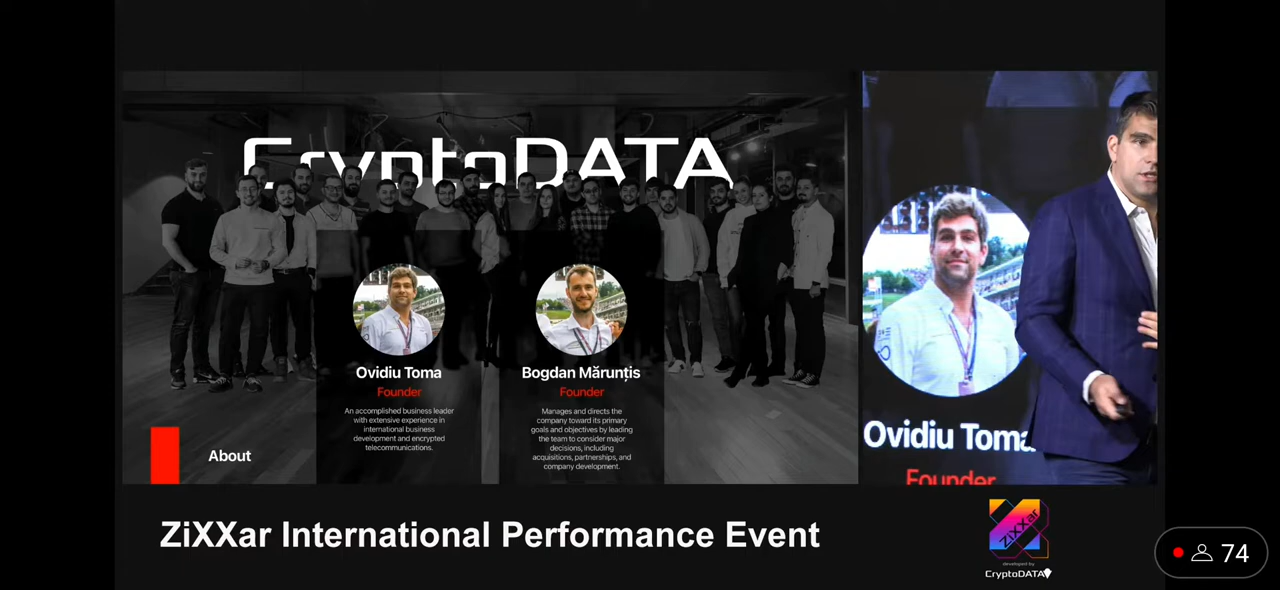 CryptoDATA
Ovidiu Toma
Founder
An accomplished business leader
with extensive experience in
international business
development and encrypted
telecommunications.
Bogdan Mărunțis
Founder
Manages and directs the
company toward its primary
goals and objectives by leading
the team to consider major
decisions, including
acquisitions, partnerships, and
company development.
About
Ovidiu Toma
Founder
ZiXXar International Performance Event
ZiXXar
developed by
CryptoDATA
74